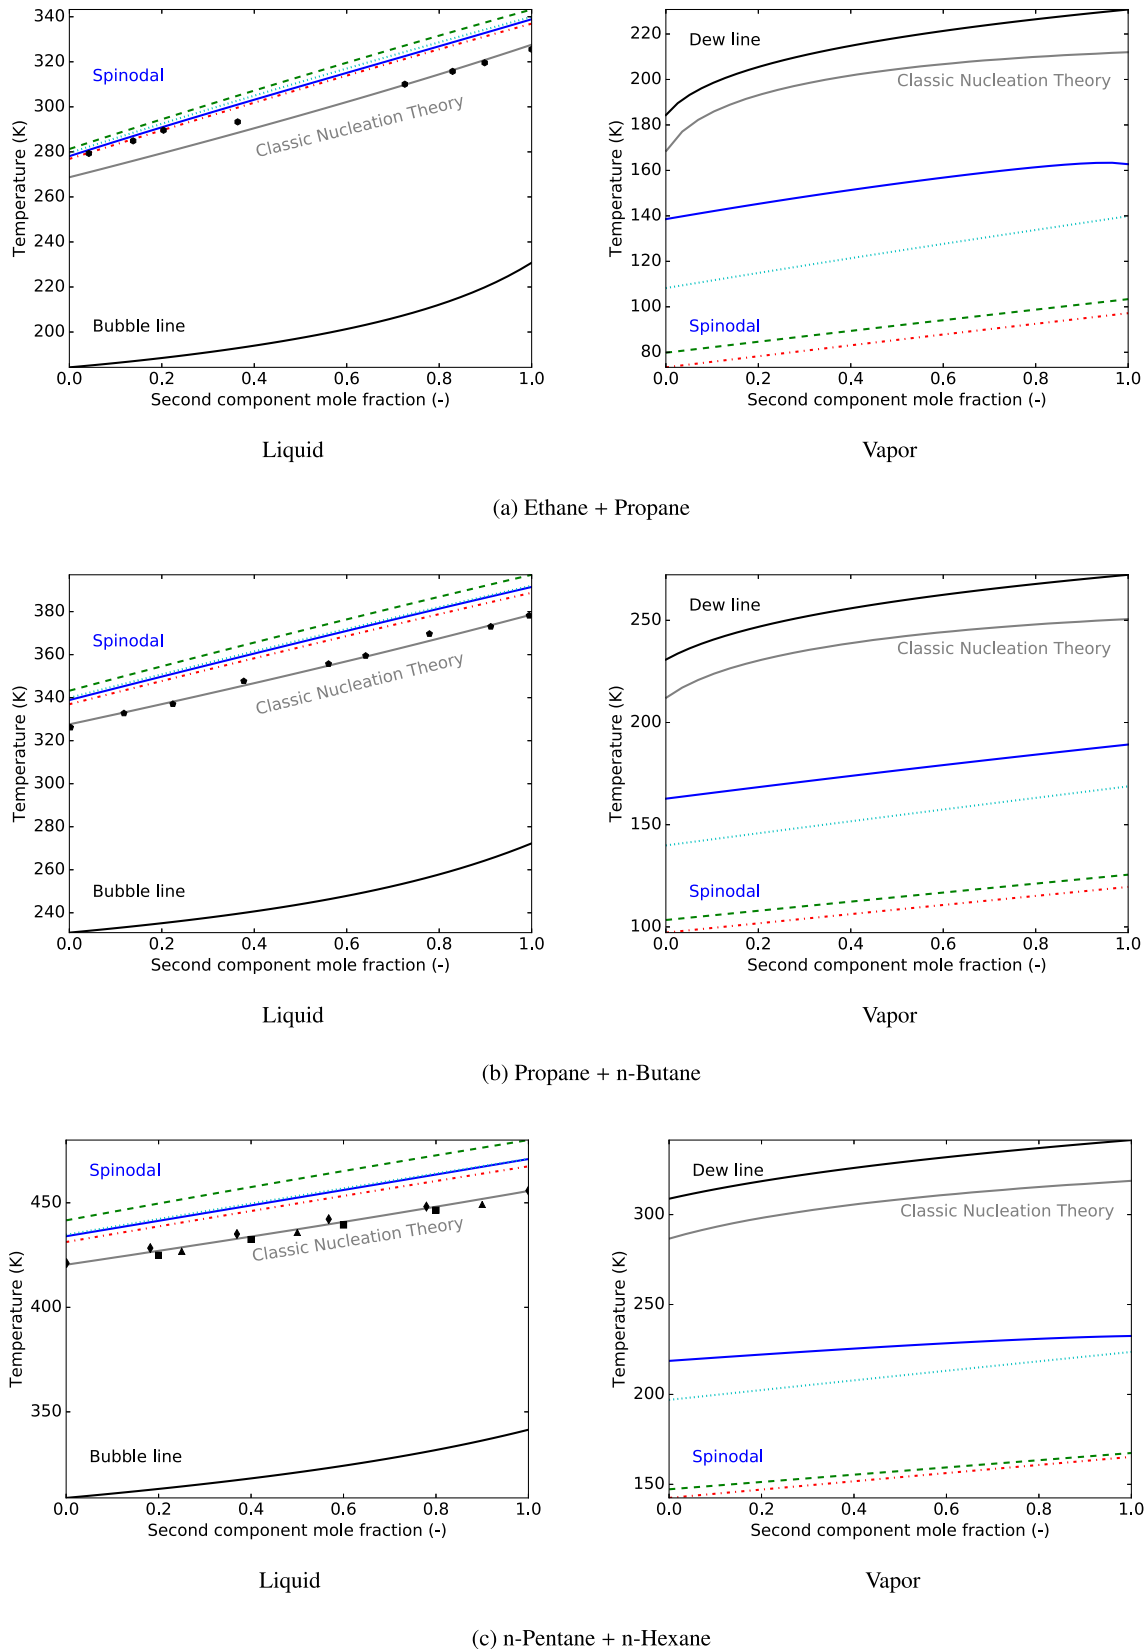 340
320
300
280
260
240
220
200
Temperature (K)
Spinodal
Classic Nucleation Theory
Bubble line
0.0 0.2 0.4 0.6 0.8 1.0
Second component mole fraction (-)
Liquid
220
200
180
160
140
120
100
80
Temperature (K)
Dew line
Classic Nucleation Theory
Spinodal
0.0 0.2 0.4 0.6 0.8 1.0
Second component mole fraction (-)
Vapor
(a) Ethane + Propane
380
360
340
320
300
280
260
240
Temperature (K)
Spinodal
Classic Nucleation Theory
Bubble line
0.0 0.2 0.4 0.6 0.8 1.0
Second component mole fraction (-)
Liquid
250
200
150
100
Temperature (K)
Dew line
Classic Nucleation Theory
Spinodal
0.0 0.2 0.4 0.6 0.8 1.0
Second component mole fraction (-)
Vapor
(b) Propane + n-Butane
450
400
350
Temperature (K)
Spinodal
Classic Nucleation Theory
Bubble line
0.0 0.2 0.4 0.6 0.8 1.0
Second component mole fraction (-)
Liquid
300
250
200
150
Temperature (K)
Dew line
Classic Nucleation Theory
Spinodal
0.0 0.2 0.4 0.6 0.8 1.0
Second component mole fraction (-)
Vapor
(c) n-Pentane + n-Hexane